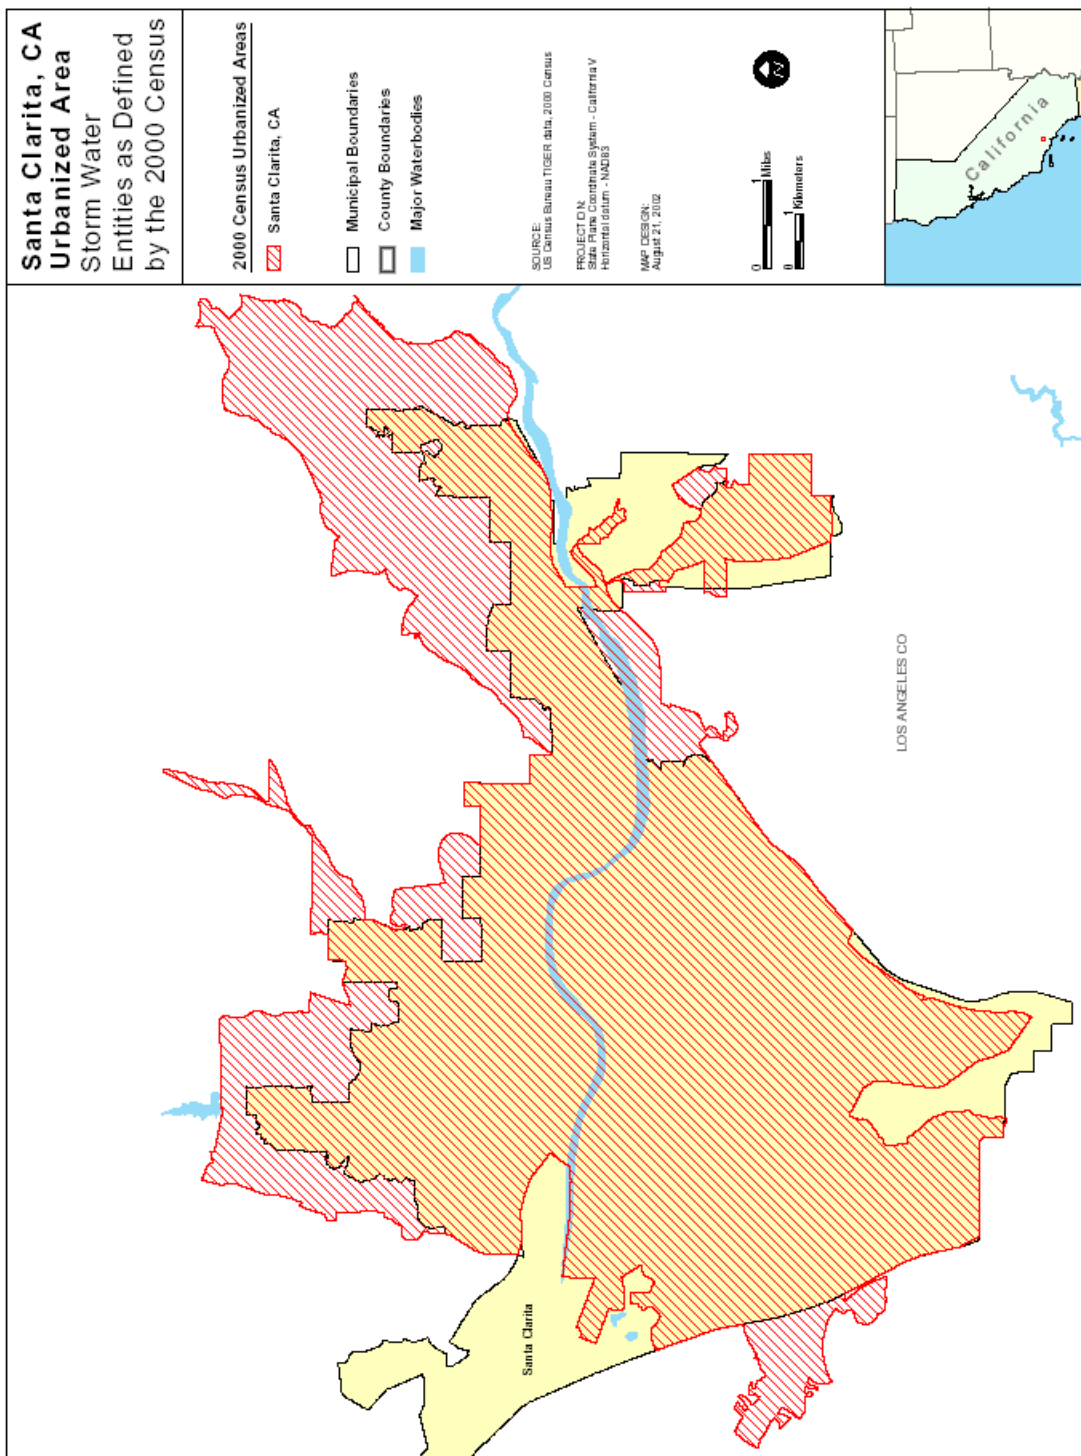 Santa Clarita, CA
Urbanized Area
Storm Water
Entities as Defined
by the 2000 Census
2000 Census Urbanized Areas
Santa Clarita, CA
Municipal Boundaries
County Boundaries
Major Waterbodies
SOURCE:
US Census Bureau TIGER data, 2000 Census
PROJECTION:
State Plane Coordinate System - California V
Horizontal datum - NAD83
MAP DESIGN:
August 21, 2002
0 1 Miles
0 1 Kilometers
N
California
LOS ANGELES CO
Santa Clarita